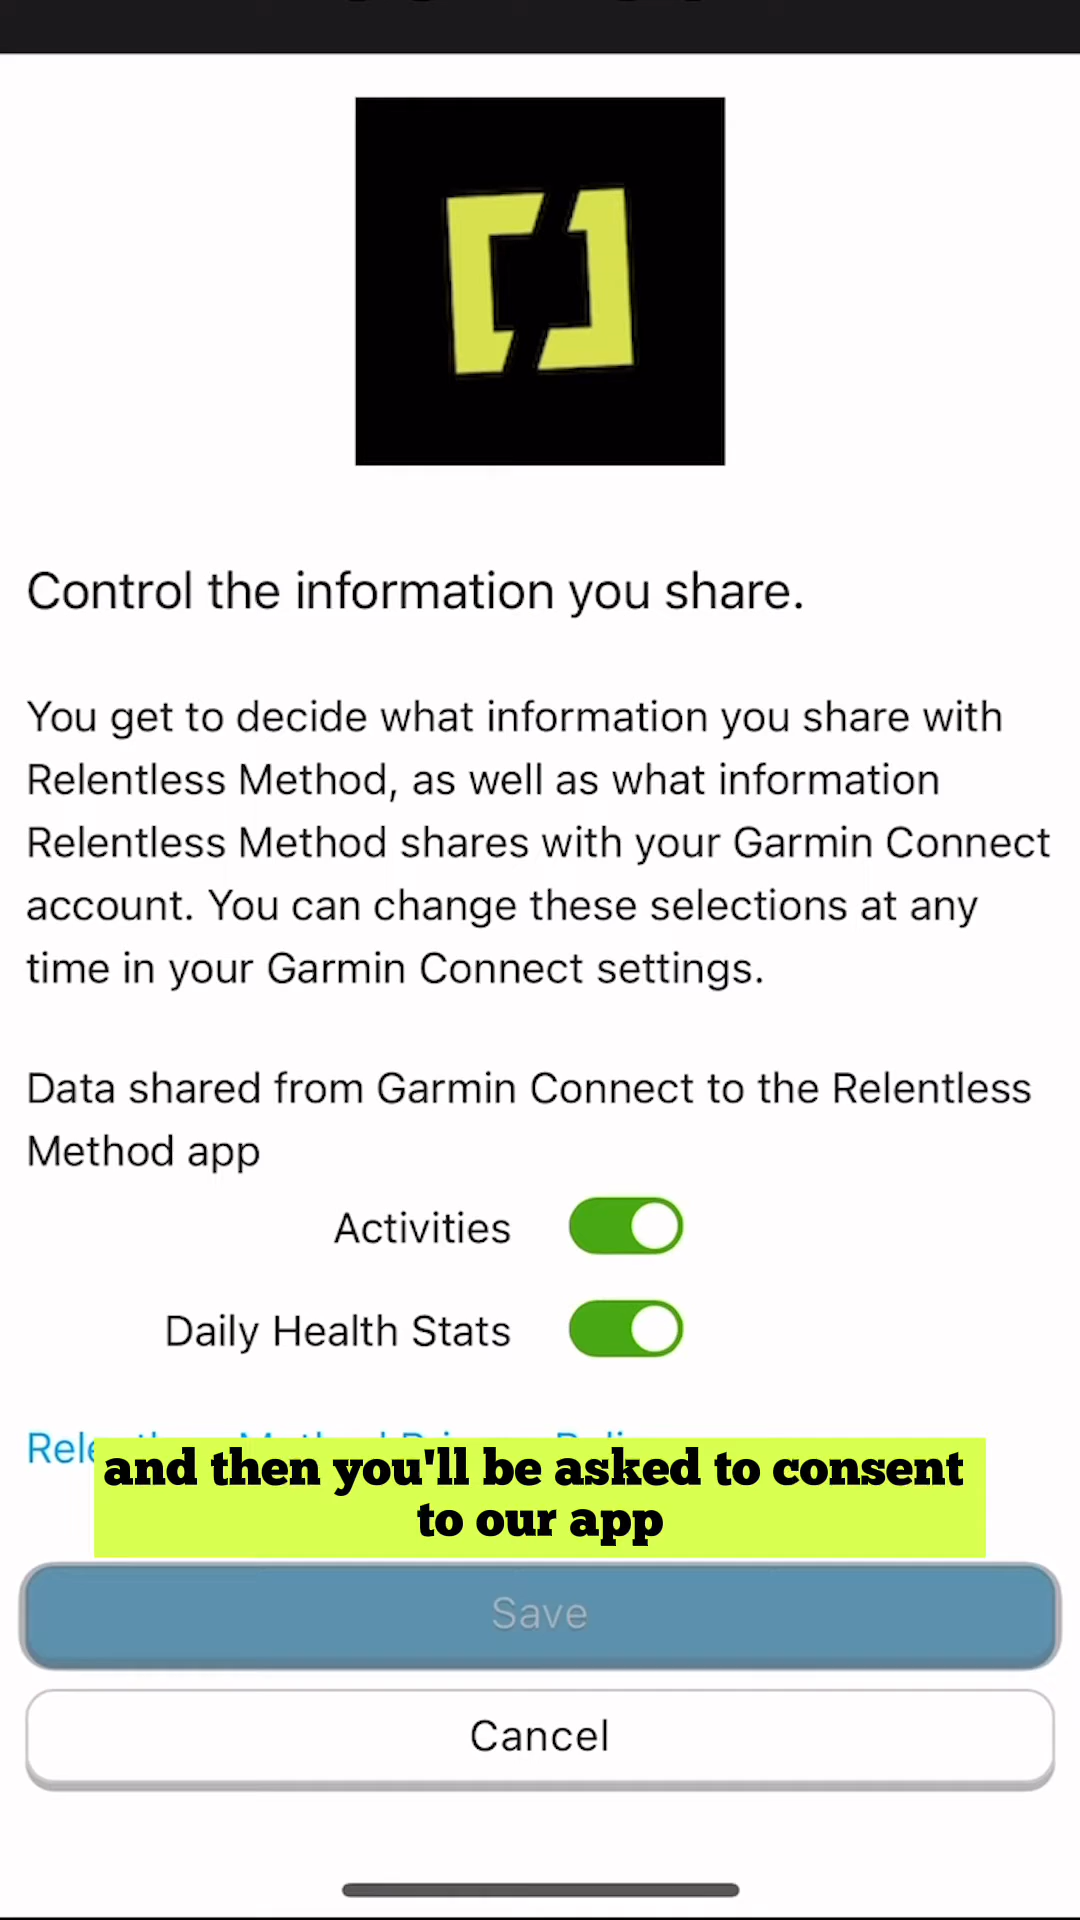 Control the information you share.
You get to decide what information you share with
Relentless Method, as well as what information
Relentless Method shares with your Garmin Connect
account. You can change these selections at any
time in your Garmin Connect settings.
Data shared from Garmin Connect to the Relentless
Method app
Activities
Daily Health Stats
and then you'll be asked to consent
to our app
Save
Cancel